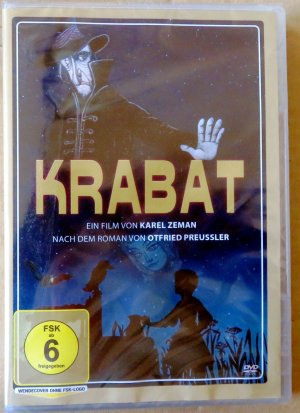 KRABAT
EIN FILM VON KAREL ZEMAN
NACH DEM ROMAN VON OTFRIED PREUSSLER
FSK
ab
6
freigegeben
DVD
WENDECOVER OHNE FSK-LOGO